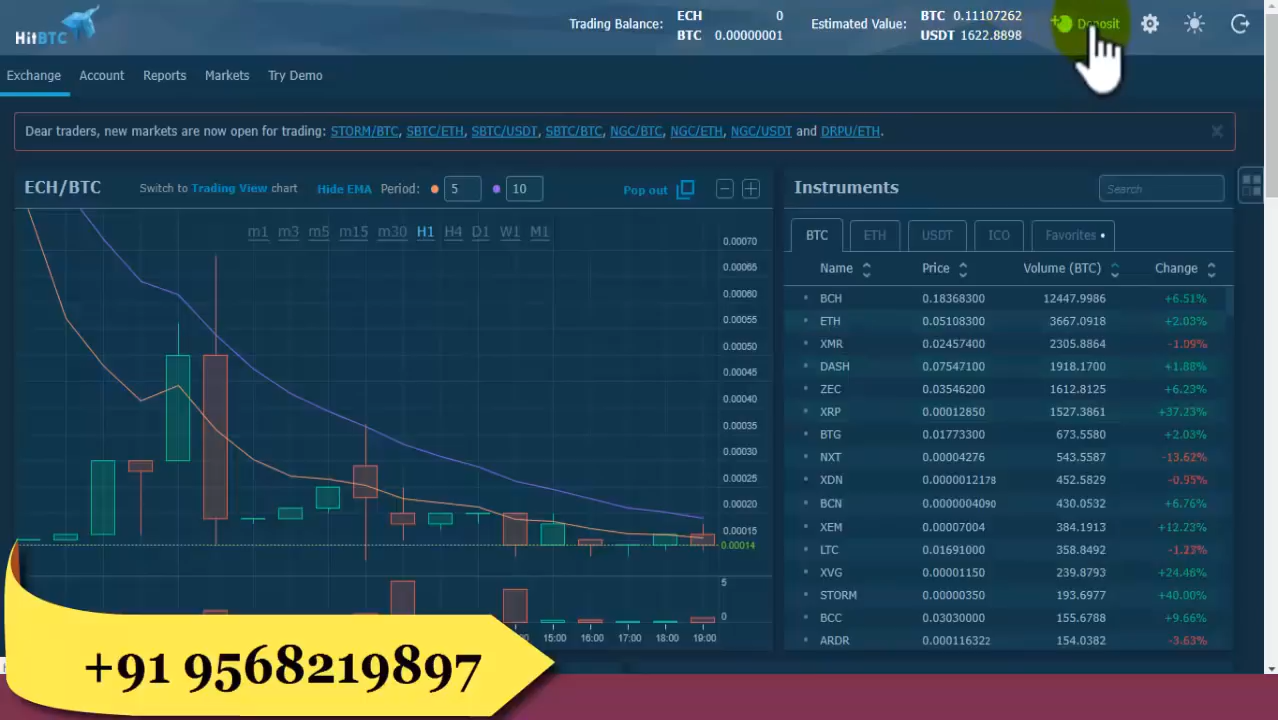 HitBTC
Trading Balance: ECH 0
BTC 0.00000001
Estimated Value: BTC 0.11107262
USDT 1622.8898
Deposit
Exchange Account Reports Markets Try Demo
Dear traders, new markets are now open for trading: STORM/BTC, SBTC/ETH, SBTC/USDT, SBTC/BTC, NGC/BTC, NGC/ETH, NGC/USDT and DRPU/ETH.
ECH/BTC Switch to Trading View chart Hide EMA Period: 5 10 Pop out
m1 m3 m5 m15 m30 H1 H4 D1 W1 M1
0.00070
0.00065
0.00060
0.00055
0.00050
0.00045
0.00040
0.00035
0.00030
0.00025
0.00020
0.00015
0.00014
5
0
15:00 16:00 17:00 18:00 19:00
Instruments Search
BTC ETH USDT ICO Favorites •
Name Price Volume (BTC) Change
BCH 0.18368300 12447.9986 +6.51%
ETH 0.05108300 3667.0918 +2.03%
XMR 0.02457400 2305.8864 -1.09%
DASH 0.07547100 1918.1700 +1.88%
ZEC 0.03546200 1612.8125 +6.23%
XRP 0.00012850 1527.3861 +37.23%
BTG 0.01773300 673.5580 +2.03%
NXT 0.00004276 543.5587 -13.62%
XDN 0.0000012178 452.5829 -0.95%
BCN 0.0000004090 430.0532 +6.76%
XEM 0.00007004 384.1913 +12.23%
LTC 0.01691000 358.8492 -1.23%
XVG 0.00001150 239.8793 +24.46%
STORM 0.00000350 193.6977 +40.00%
BCC 0.03030000 155.6788 +9.66%
ARDR 0.000116322 154.0382 -3.63%
+91 9568219897